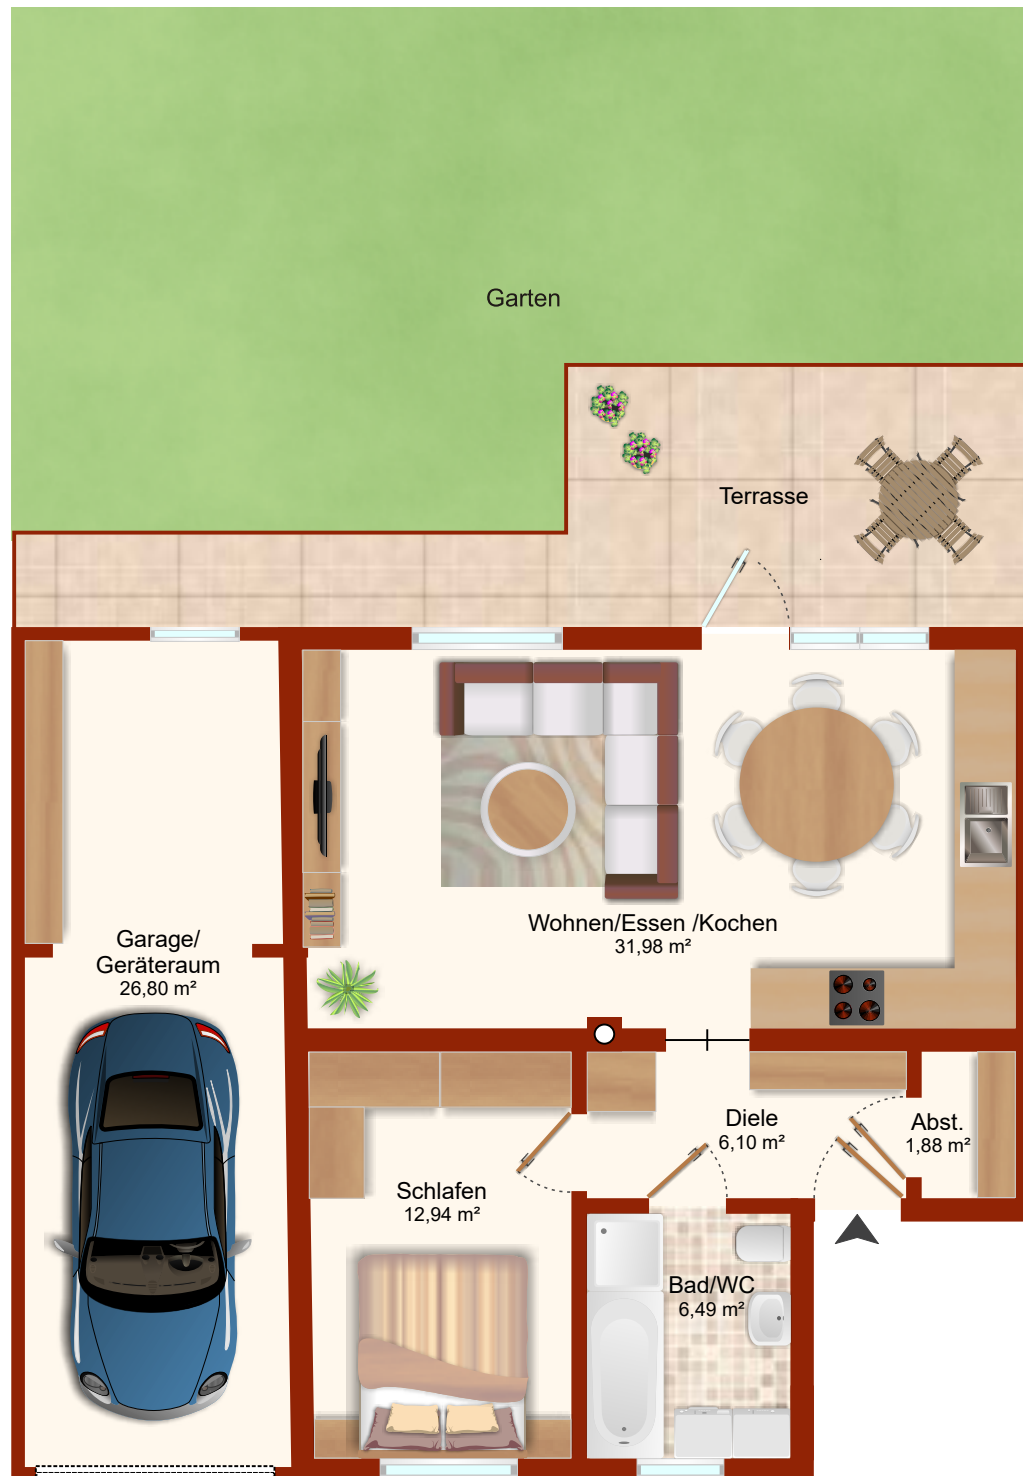 Garten
Terrasse
Wohnen/Essen /Kochen
31,98 m²
Garage/
Geräteraum
26,80 m²
Diele
6,10 m²
Abst.
1,88 m²
Schlafen
12,94 m²
Bad/WC
6,49 m²